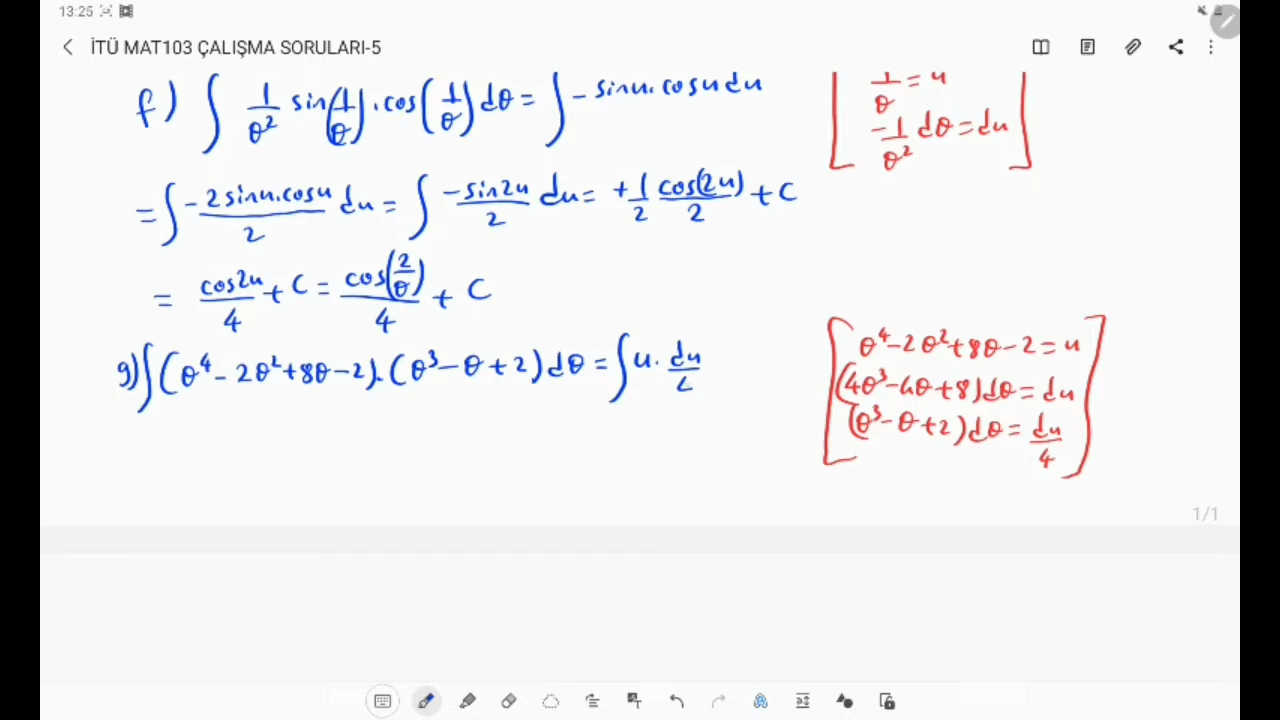 13:25
İTÜ MAT103 ÇALIŞMA SORULARI-5
f) ∫ 1/θ² sin(1/θ).cos(1/θ) dθ = ∫ -sinu.cosu du
[ 1/θ = u
-1/θ² dθ = du ]
= ∫ -2sinu.cosu/2 du = ∫ -sin2u/2 du = +1/2 cos(2u)/2 + C
= cos2u/4 + C = cos(2/θ)/4 + C
g) ∫ (θ⁴ - 2θ² + 8θ - 2).(θ³ - θ + 2) dθ = ∫ u. du/4
[ θ⁴ - 2θ² + 8θ - 2 = u
(4θ³ - 4θ + 8) dθ = du
(θ³ - θ + 2) dθ = du/4 ]
1/1